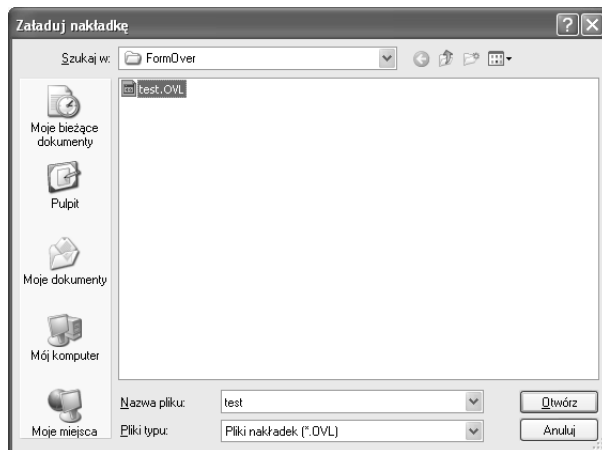 Załaduj nakładkę
Szukaj w:
FormOver
test.OVL
Moje bieżące
dokumenty
Pulpit
Moje dokumenty
Mój komputer
Moje miejsca
Nazwa pliku:
test
Otwórz
Pliki typu:
Pliki nakładek (*.OVL)
Anuluj